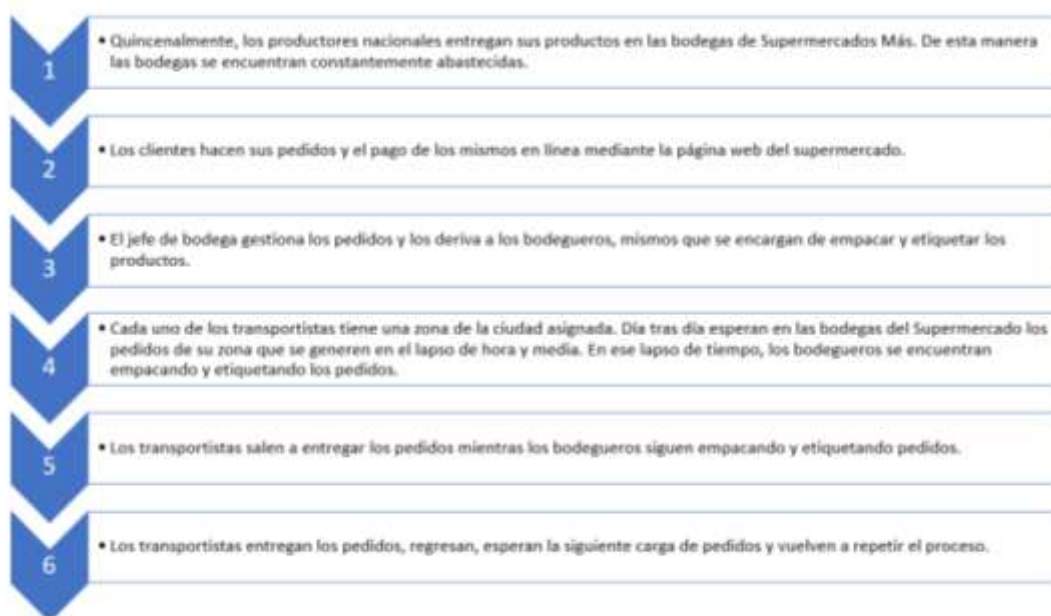 1
• Quincenalmente, los productores nacionales entregan sus productos en las bodegas de Supermercados Más. De esta manera
las bodegas se encuentran constantemente abastecidas.
2
• Los clientes hacen sus pedidos y el pago de los mismos en línea mediante la página web del supermercado.
3
• El jefe de bodega gestiona los pedidos y los deriva a los bodegueros, mismos que se encargan de empacar y etiquetar los
productos.
4
• Cada uno de los transportistas tiene una zona de la ciudad asignada. Día tras día esperan en las bodegas del Supermercado los
pedidos de su zona que se generen en el lapso de hora y media. En ese lapso de tiempo, los bodegueros se encuentran
empacando y etiquetando los pedidos.
5
• Los transportistas salen a entregar los pedidos mientras los bodegueros siguen empacando y etiquetando pedidos.
6
• Los transportistas entregan los pedidos, regresan, esperan la siguiente carga de pedidos y vuelven a repetir el proceso.